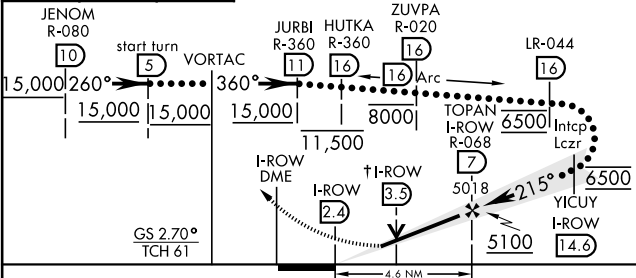 JENOM
R-080
10
start turn
5
VORTAC
JURBI
R-360
11
HUTKA
R-360
16
ZUVPA
R-020
16
16 Arc
LR-044
16
15,000 260°
15,000
15,000
360°
15,000
11,500
8000
6500
Intcp
Lczr
TOPAN
I-ROW
R-068
7
5018
215°
6500
YICUY
I-ROW
14.6
5100
I-ROW
DME
I-ROW
2.4
†I-ROW
3.5
GS 2.70°
TCH 61
4.6 NM